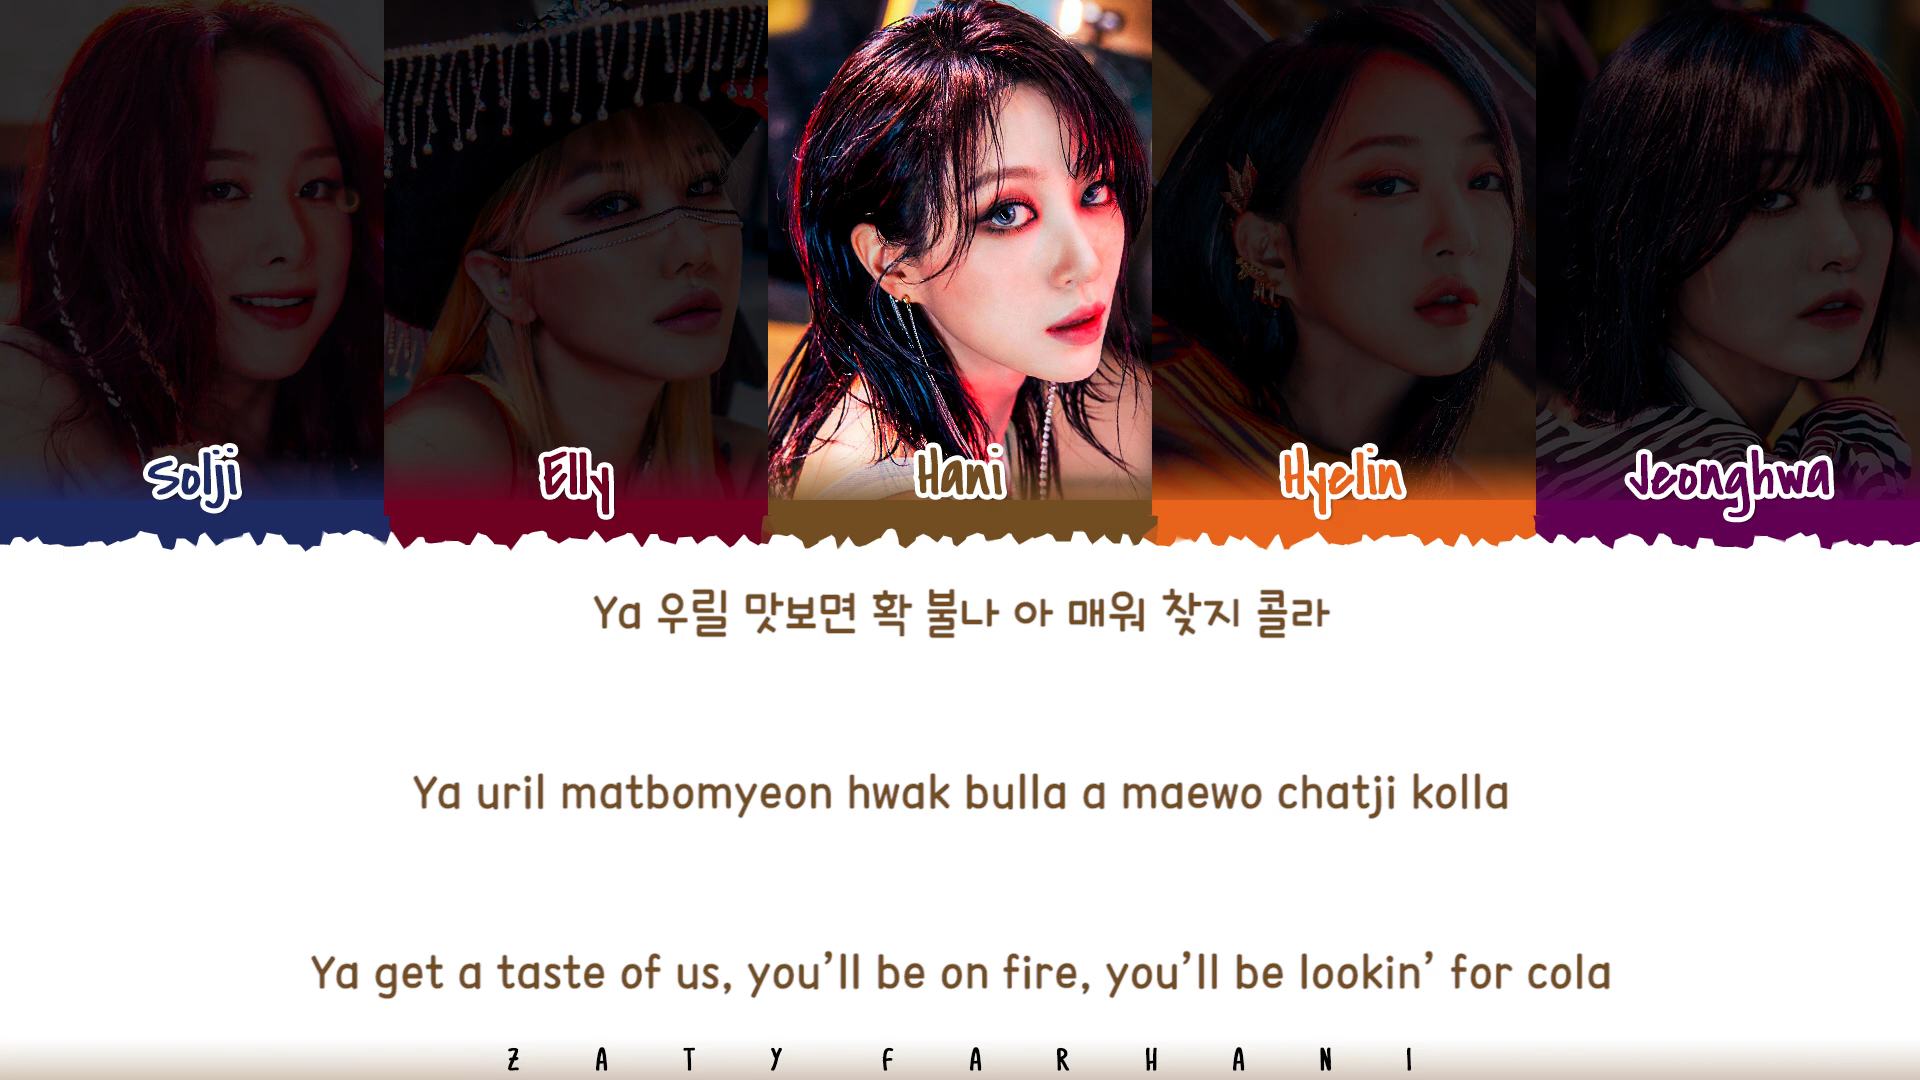 Solji Elly Hani Hyelin Jeonghwa
Ya 우릴 맛보면 확 불나 아 매워 찾지 콜라
Ya uril matbomyeon hwak bulla a maewo chatji kolla
Ya get a taste of us, you’ll be on fire, you’ll be lookin’ for cola
ZATY FARHANI